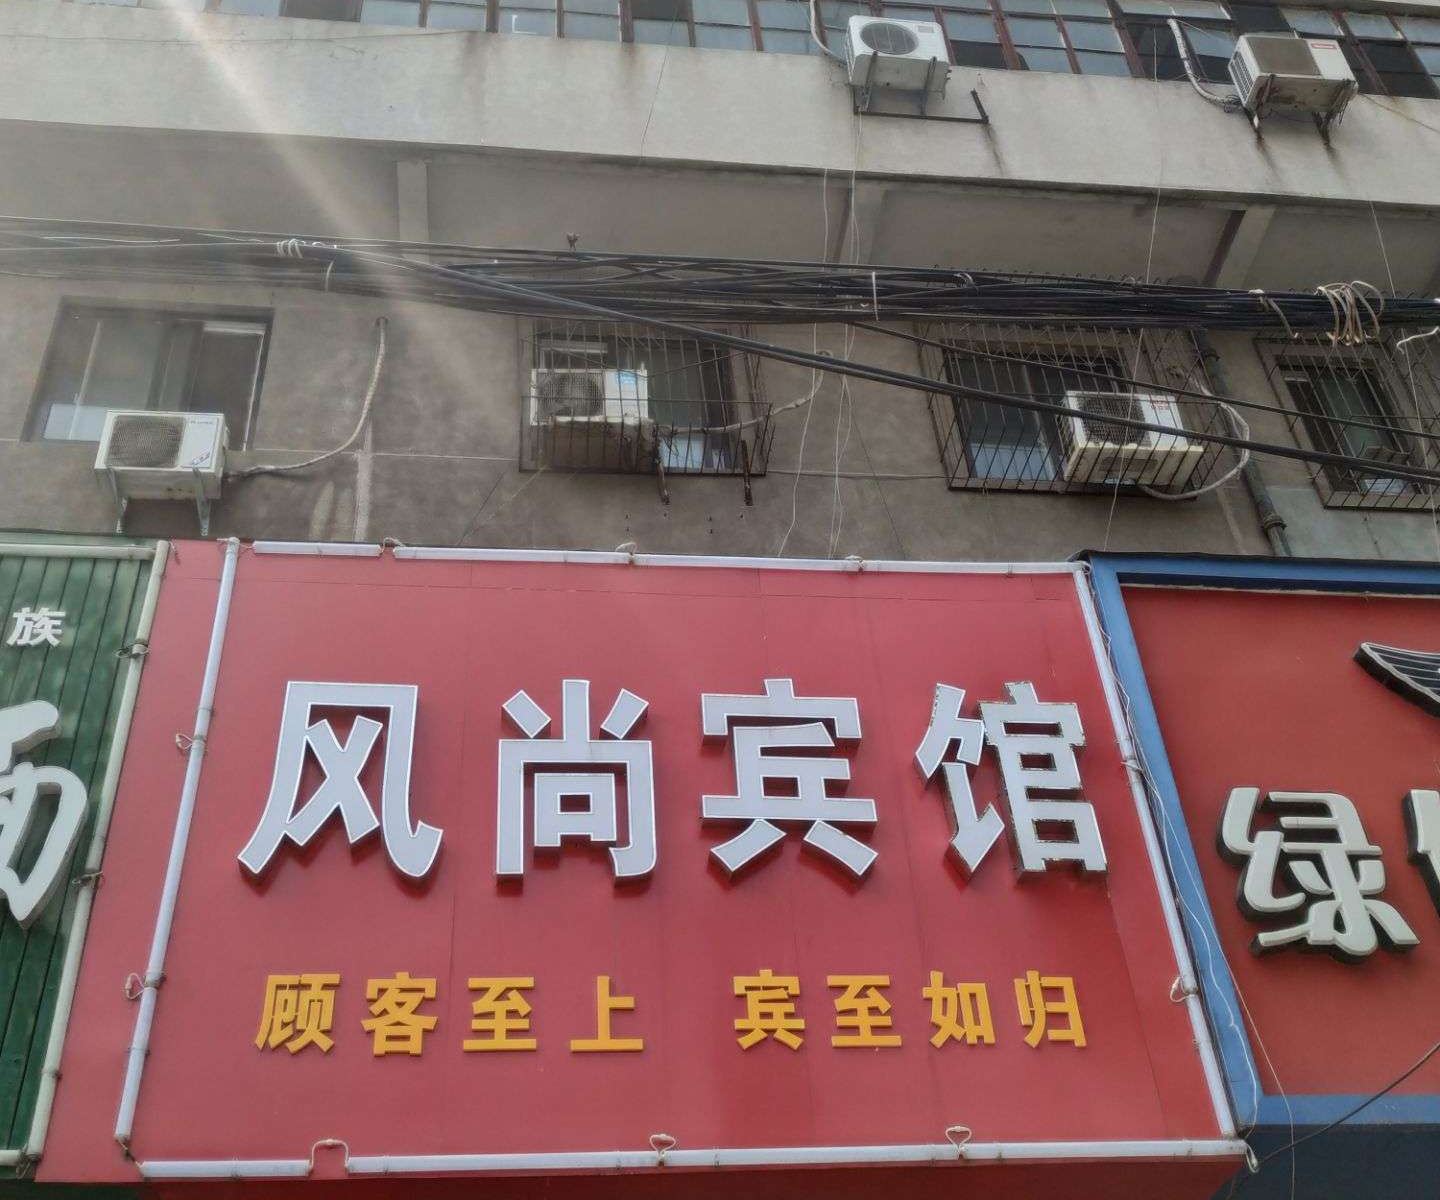 族
风尚宾馆
顾客至上 宾至如归
绿